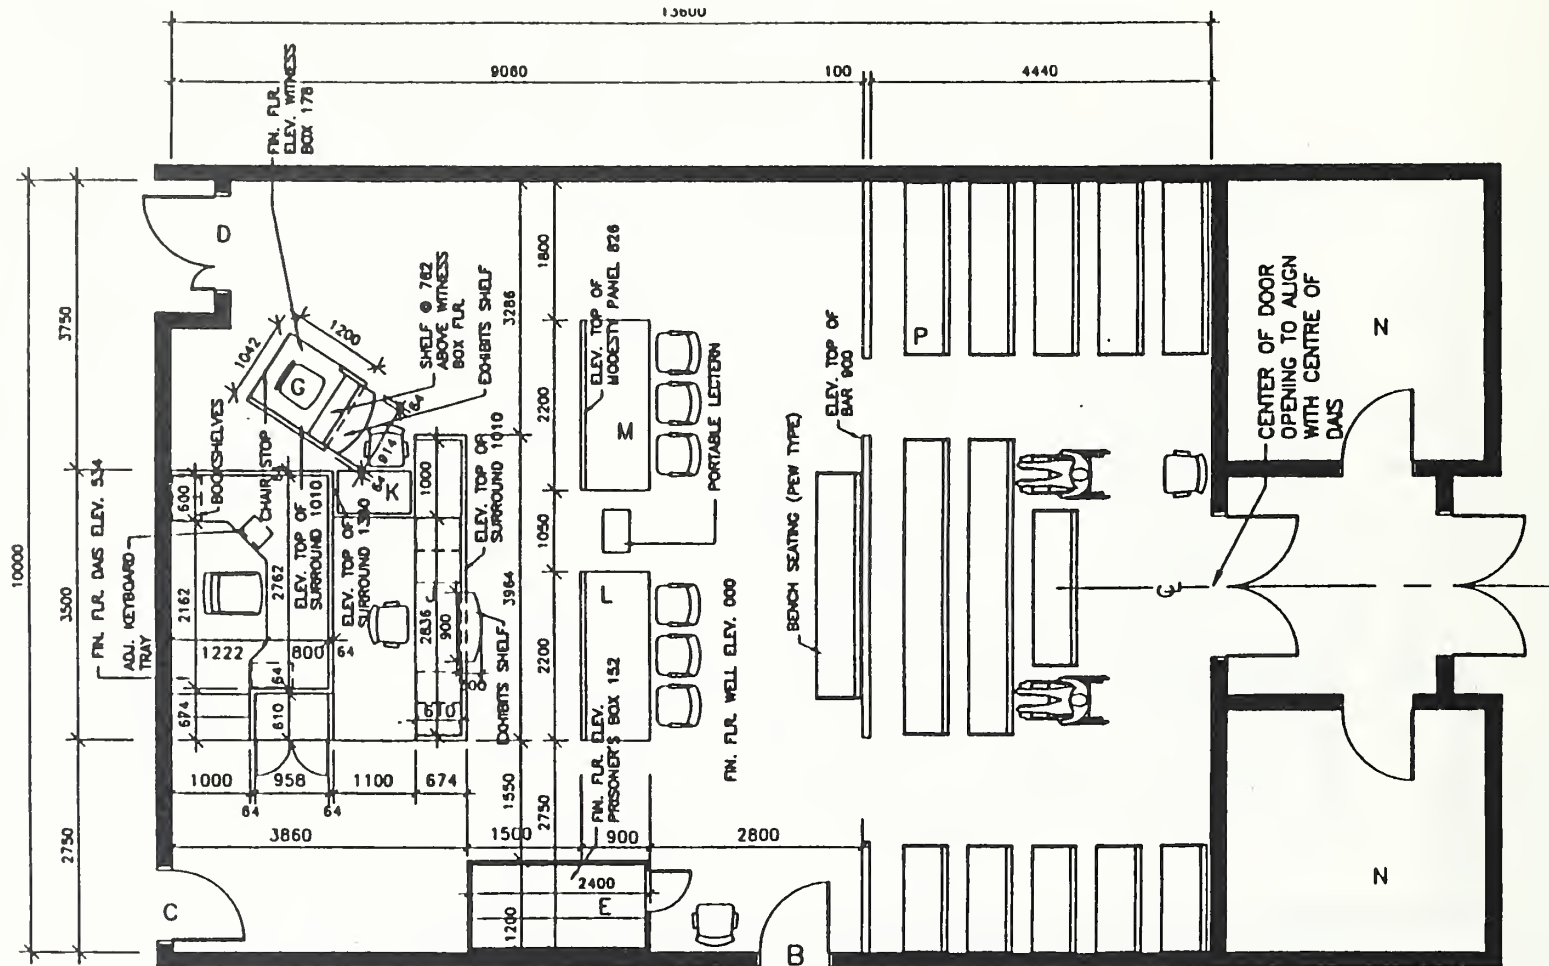 13600
9060
100
4440
FIN. FLR.
ELEV. WITNESS
BOX 178
10000
3750
3500
2750
D
1042
1200
G
SHELF @ 762
ABOVE WITNESS
BOX FLR.
EXHIBITS SHELF
3286
1800
ELEV. TOP OF
MODESTY PANEL 826
2200
M
PORTABLE LECTERN
P
ELEV. TOP OF
BAR 900
N
CENTER OF DOOR
OPENING TO ALIGN
WITH CENTRE OF
DAIS
BOOKSHELVES
CHAIR STOP
64
914
64
64
600
K
1000
ELEV. TOP OF
SURROUND 1010
FIN. FLR. DAIS ELEV. 534
ADJ. KEYBOARD
TRAY
2162
2762
ELEV. TOP OF
SURROUND 1010
ELEV. TOP OF
1222
800
64
64
2836
900
3964
1050
L
2200
BENCH SEATING (PEW TYPE)
FIN. FLR. WELL ELEV. 000
674
610
610
EXHIBITS SHELF
1000
958
1100
674
64
64
1550
2750
FIN. FLR. ELEV.
PRISONER'S BOX 152
3860
1500
900
2800
2400
E
1200
C
B
N